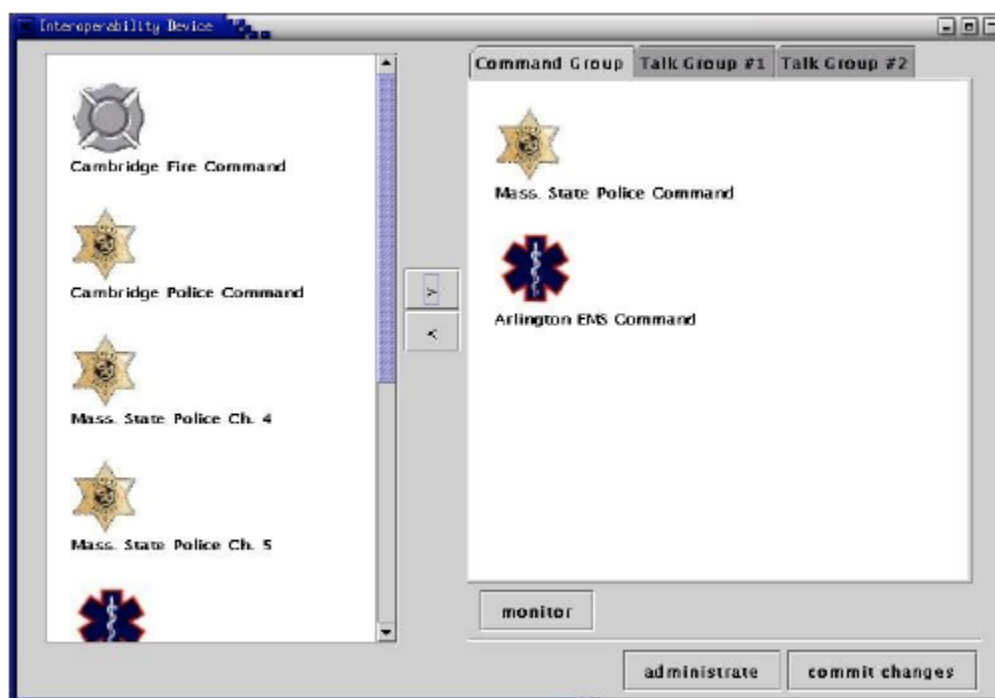 Interoperability Device
Cambridge Fire Command
Cambridge Police Command
Mass. State Police Ch. 4
Mass. State Police Ch. 5
>
<
Command Group Talk Group #1 Talk Group #2
Mass. State Police Command
Arlington EMS Command
monitor
administrate commit changes